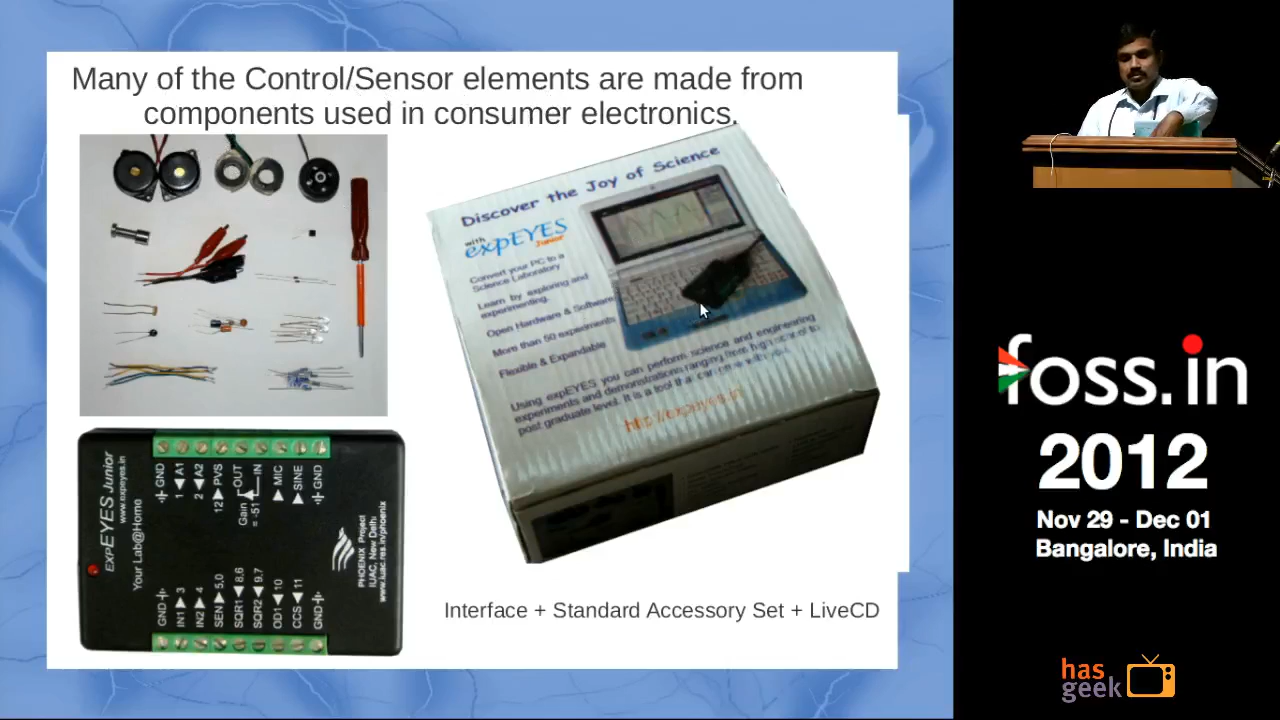 Many of the Control/Sensor elements are made from
components used in consumer electronics.
Discover the Joy of Science
with
expEYES
Junior
Convert your PC to a
Science Laboratory
Learn by exploring and
experimenting.
Open Hardware & Software
More than 50 experiments
Flexible & Expandable
Using expEYES you can perform science and engineering
experiments and demonstrations ranging from high school to
post graduate level. It is a tool that can
http://expeyes.in
EXPEYES Junior
www.expeyes.in
Your Lab@Home
GND
1 A1
2 A2
12 PVS
OUT
Gain = -51
IN
MIC
SINE
GND
GND
IN1 3
IN2 4
SEN 5,0
SQR1 8,6
SQR2 9,7
OD1 10
CCS 11
GND
PHOENIX Project
IUAC, New Delhi
www.iuac.res.in/phoenix
Interface + Standard Accessory Set + LiveCD
foss.in
2012
Nov 29 - Dec 01
Bangalore, India
has
geek